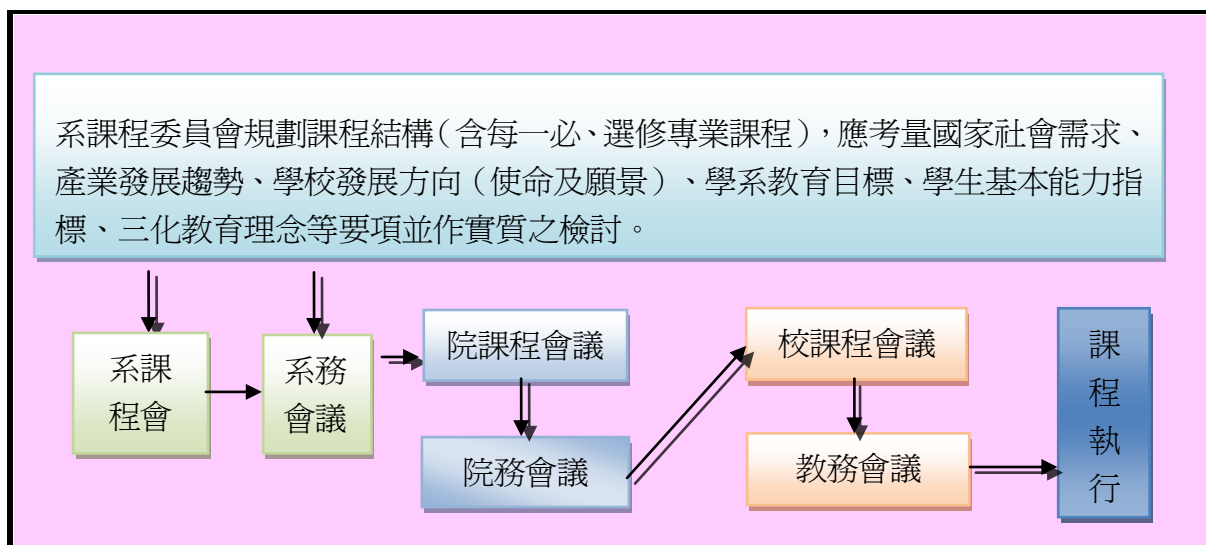 系課程委員會規劃課程結構（含每一必、選修專業課程），應考量國家社會需求、
產業發展趨勢、學校發展方向（使命及願景）、學系教育目標、學生基本能力指
標、三化教育理念等要項並作實質之檢討。
系課
程會
系務
會議
院課程會議
院務會議
校課程會議
教務會議
課
程
執
行